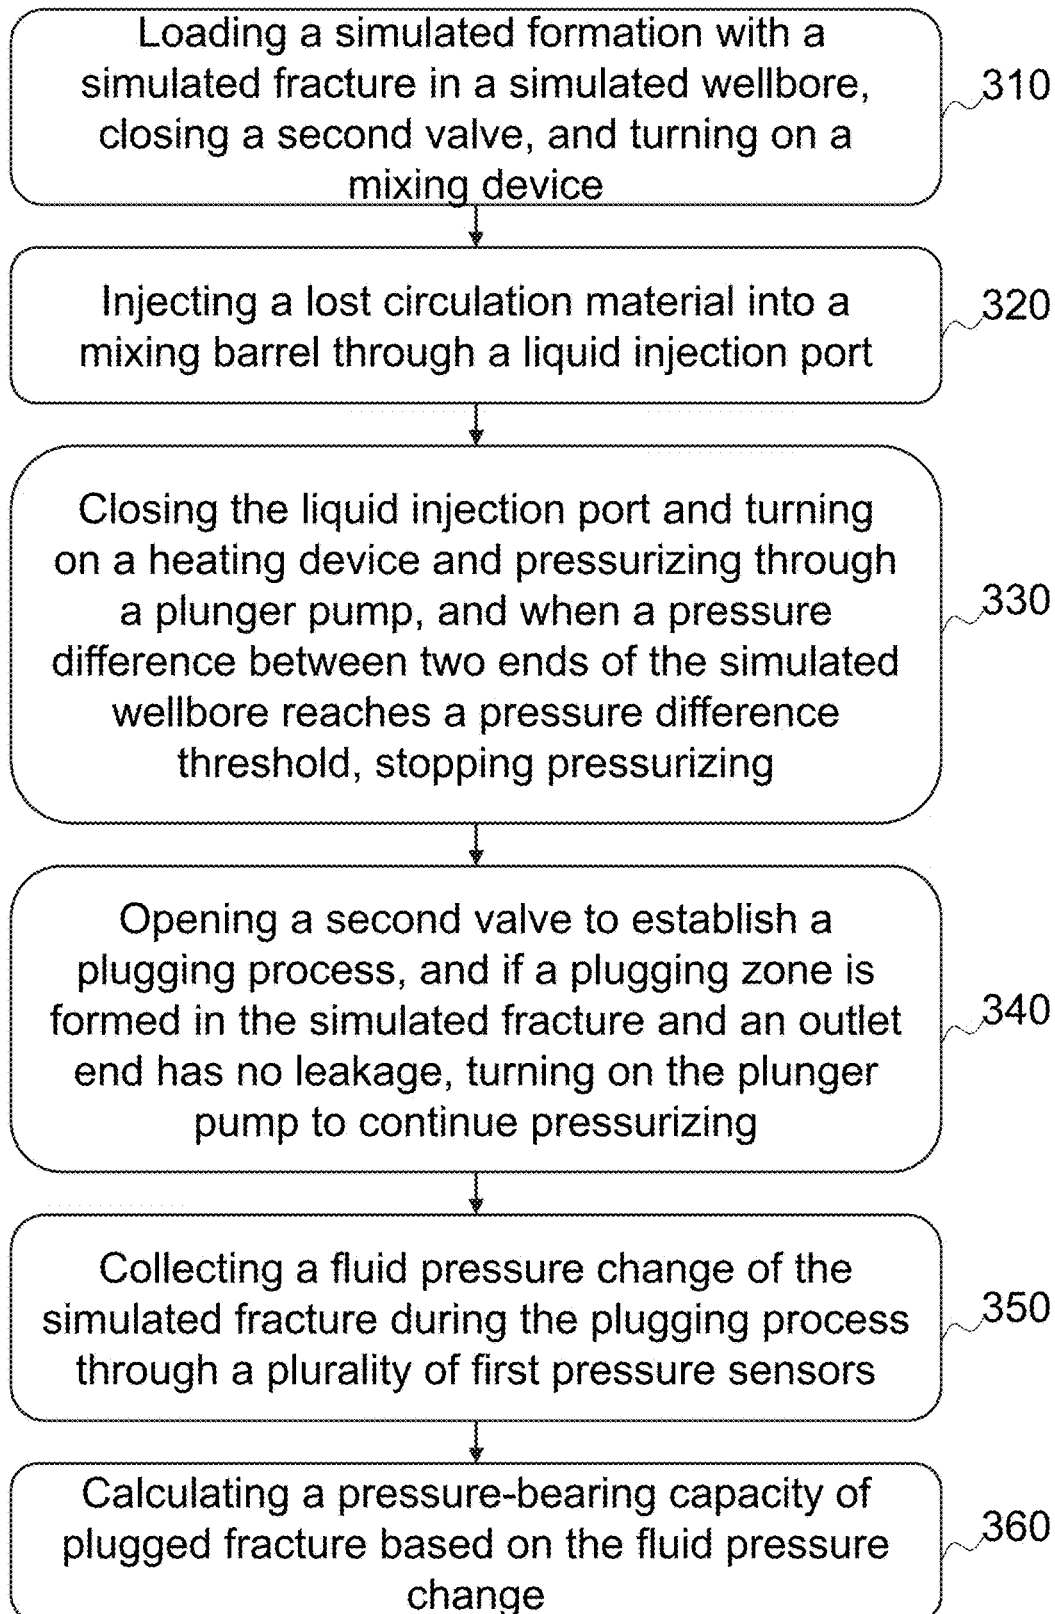 Loading a simulated formation with a
simulated fracture in a simulated wellbore,
closing a second valve, and turning on a
mixing device
310
Injecting a lost circulation material into a
mixing barrel through a liquid injection port
320
Closing the liquid injection port and turning
on a heating device and pressurizing through
a plunger pump, and when a pressure
difference between two ends of the simulated
wellbore reaches a pressure difference
threshold, stopping pressurizing
330
Opening a second valve to establish a
plugging process, and if a plugging zone is
formed in the simulated fracture and an outlet
end has no leakage, turning on the plunger
pump to continue pressurizing
340
Collecting a fluid pressure change of the
simulated fracture during the plugging process
through a plurality of first pressure sensors
350
Calculating a pressure-bearing capacity of
plugged fracture based on the fluid pressure
change
360